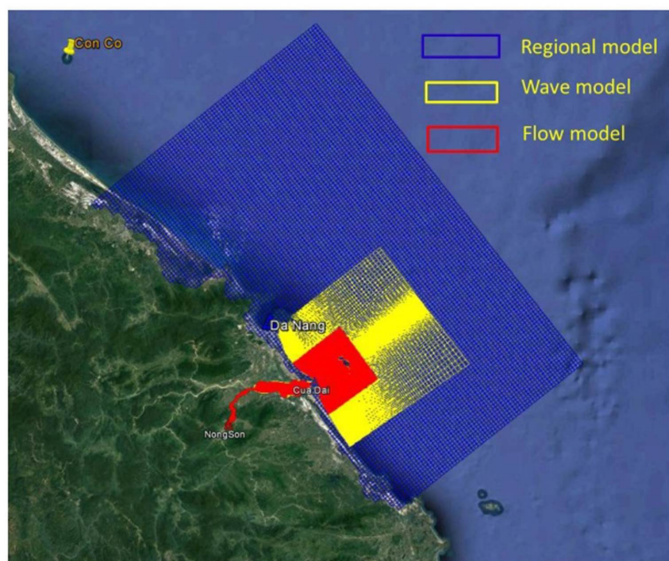 Con Co
Regional model
Wave model
Flow model
Da Nang
Cua Dai
NongSon